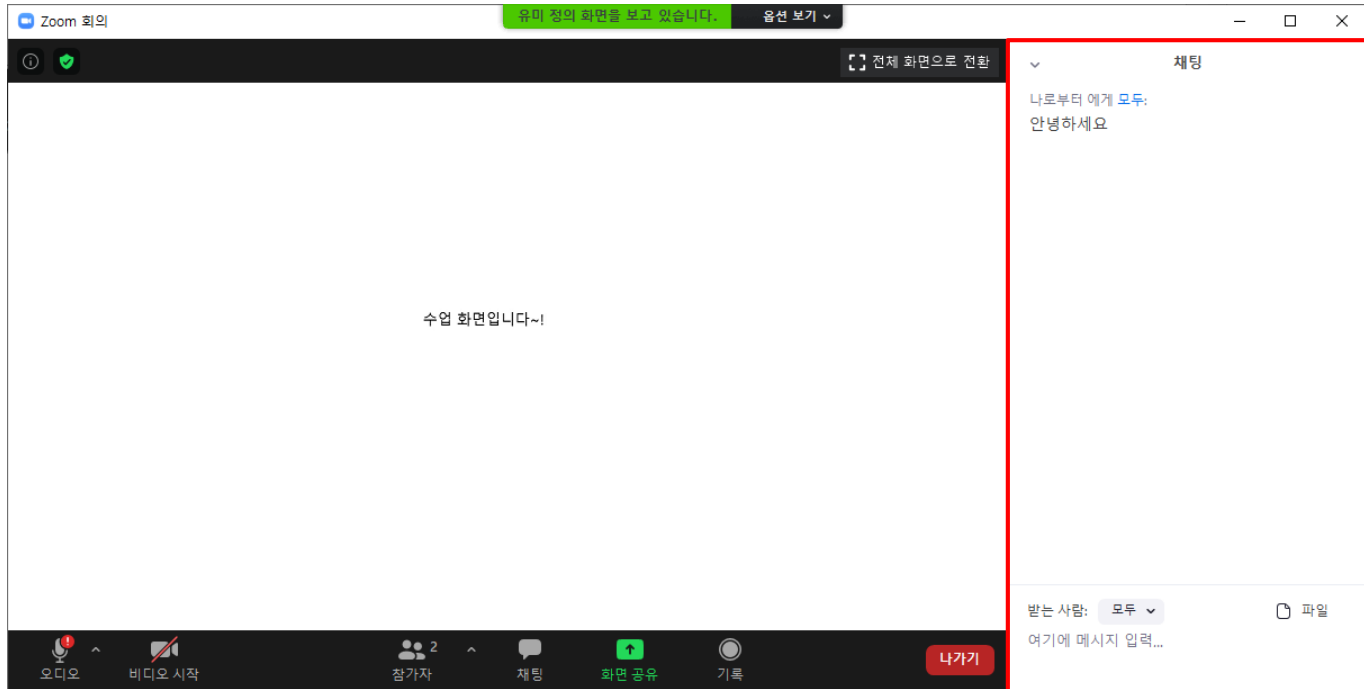 Zoom 회의
유미 정의 화면을 보고 있습니다. 옵션 보기
전체 화면으로 전환
수업 화면입니다~!
채팅
나로부터 에게 모두:
안녕하세요
받는 사람: 모두 파일
여기에 메시지 입력...
오디오 비디오 시작 참가자 2 채팅 화면 공유 기록 나가기